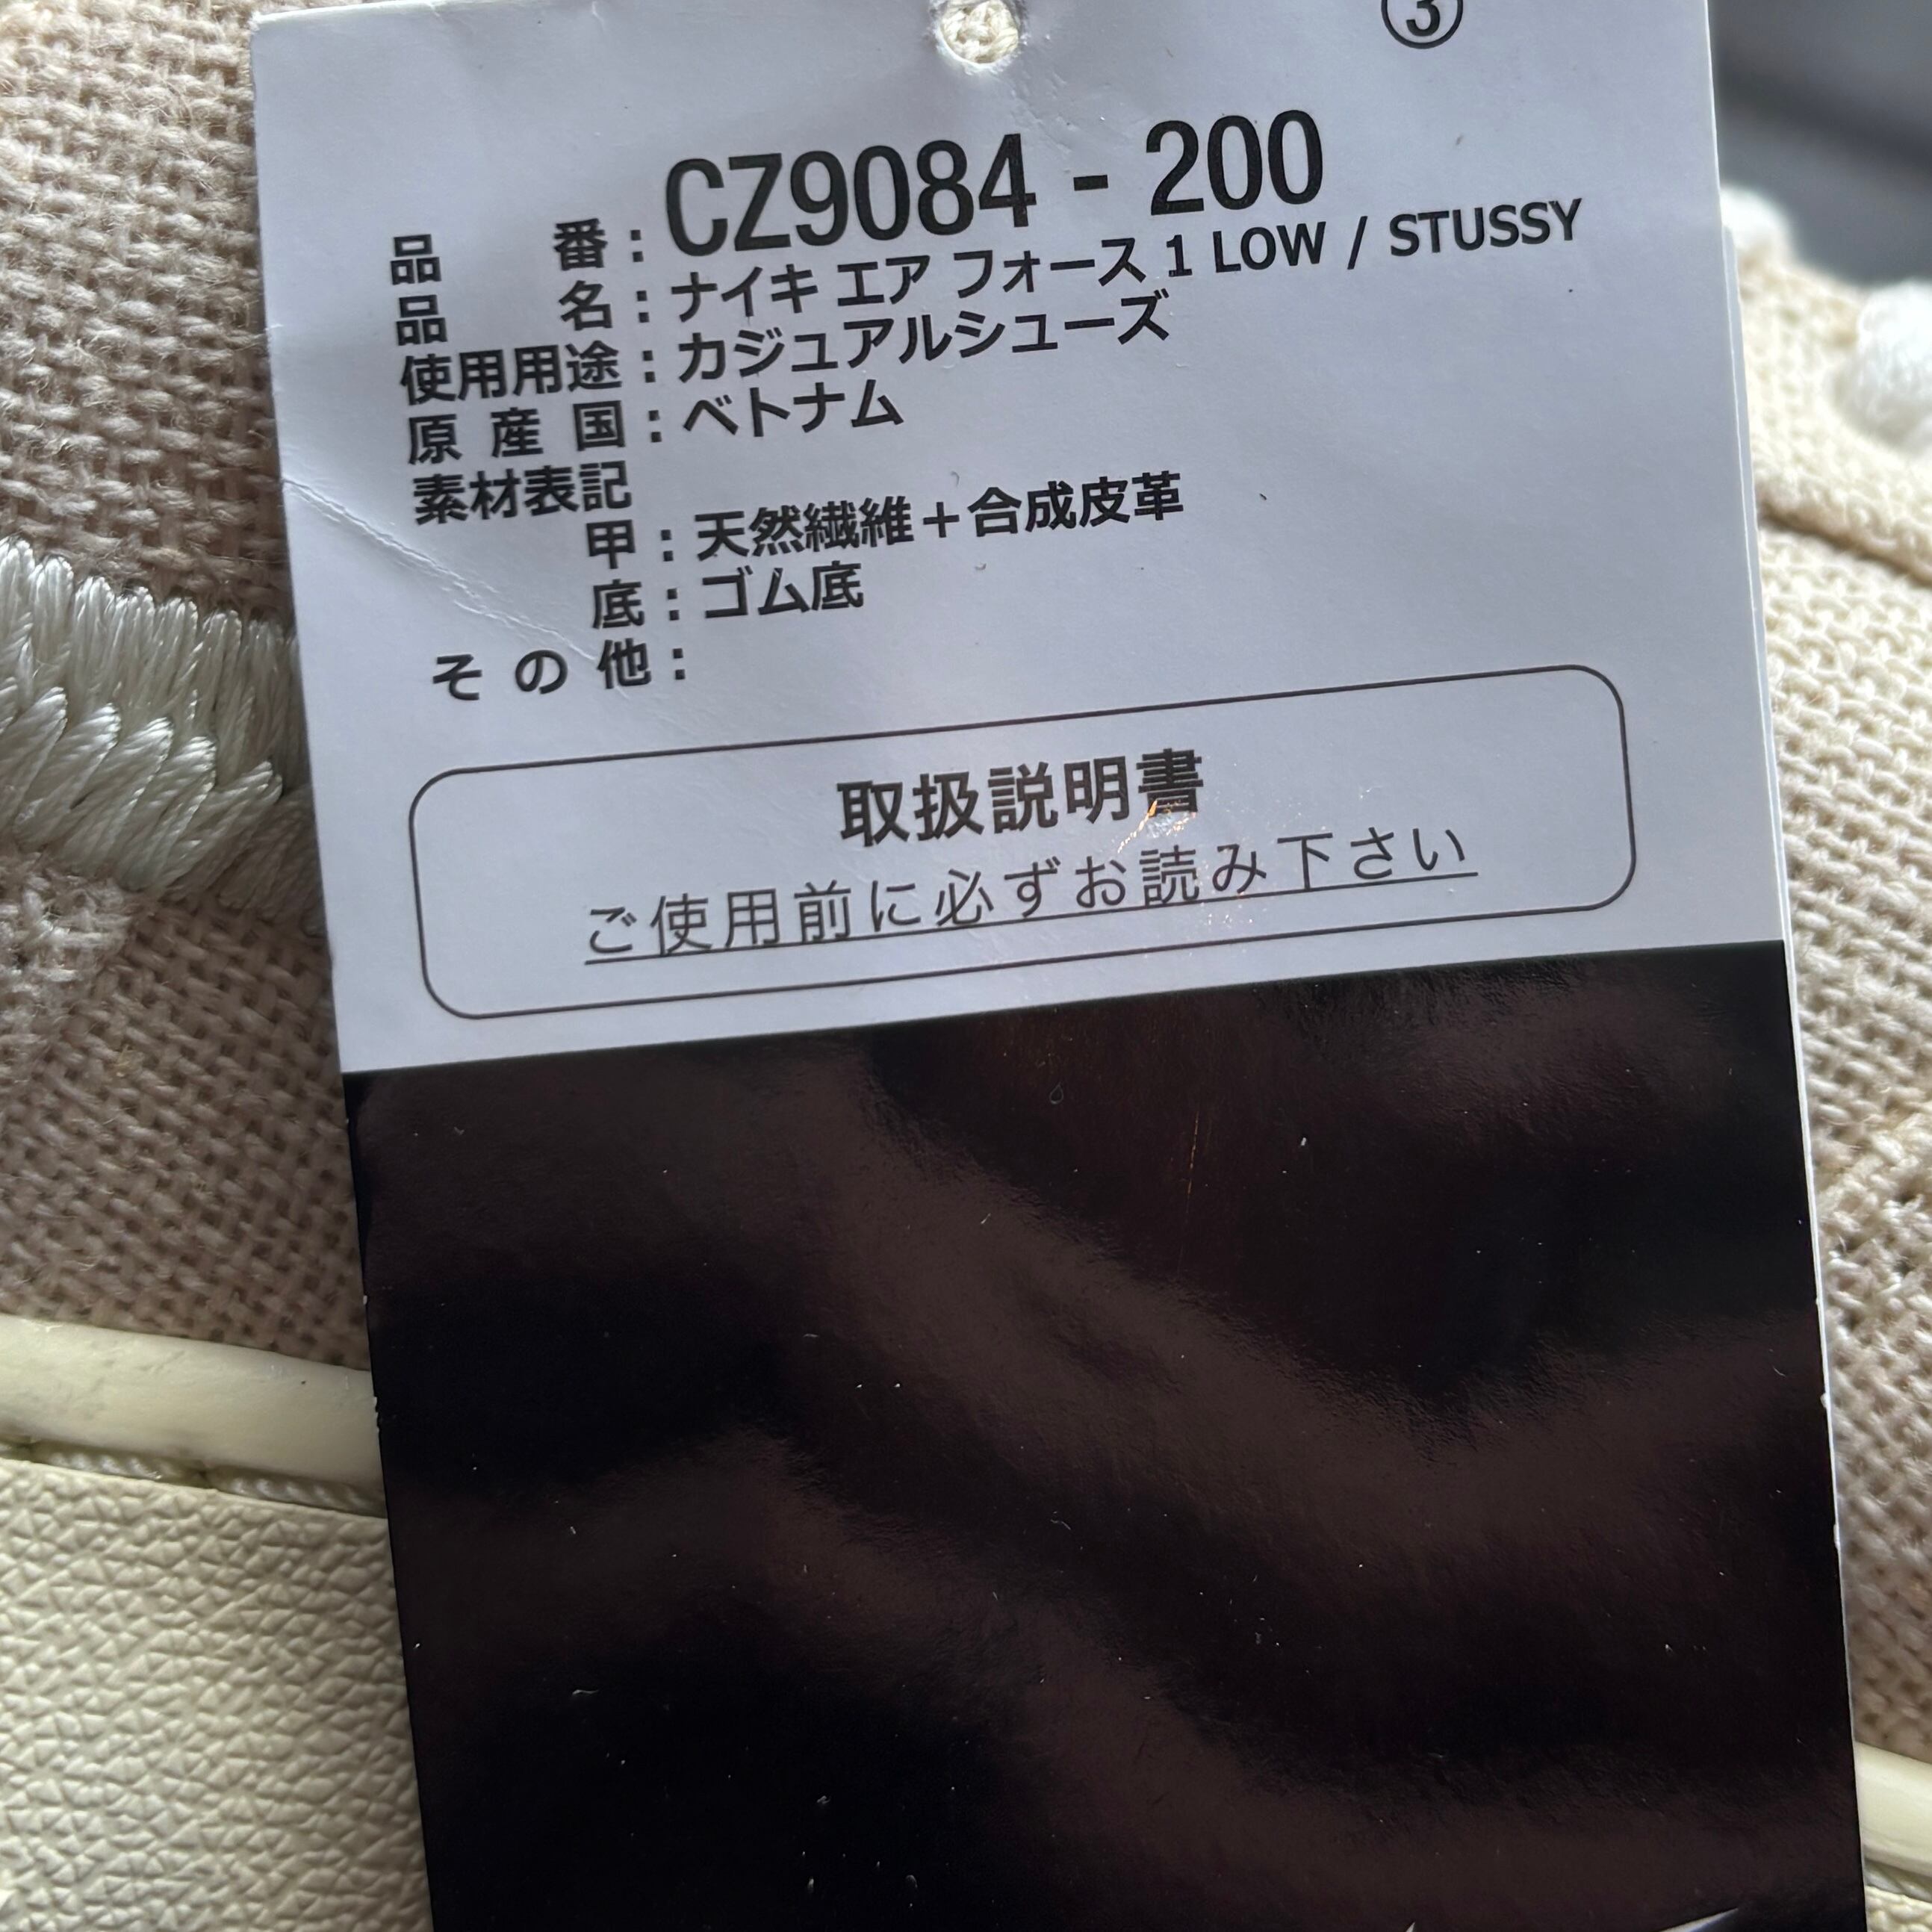 ③
品　番：CZ9084 - 200
品　名：ナイキ エア フォース 1 LOW / STUSSY
使用用途：カジュアルシューズ
原産国：ベトナム
素材表記
甲：天然繊維＋合成皮革
底：ゴム底
その他：
取扱説明書
ご使用前に必ずお読み下さい